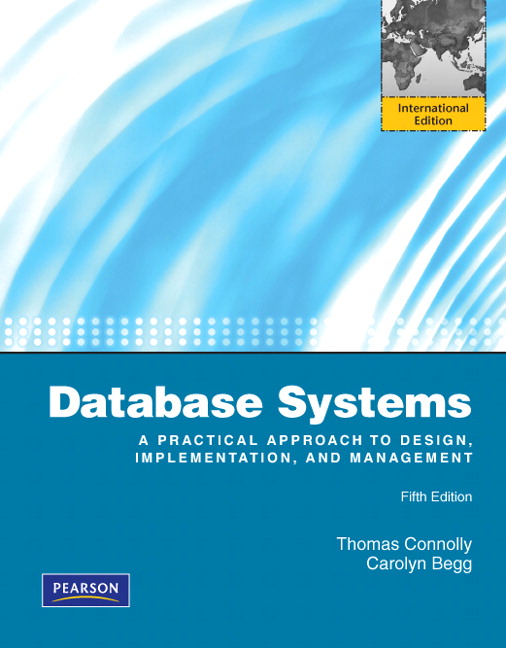 International
Edition
Database Systems
A PRACTICAL APPROACH TO DESIGN,
IMPLEMENTATION, AND MANAGEMENT
Fifth Edition
Thomas Connolly
Carolyn Begg
PEARSON